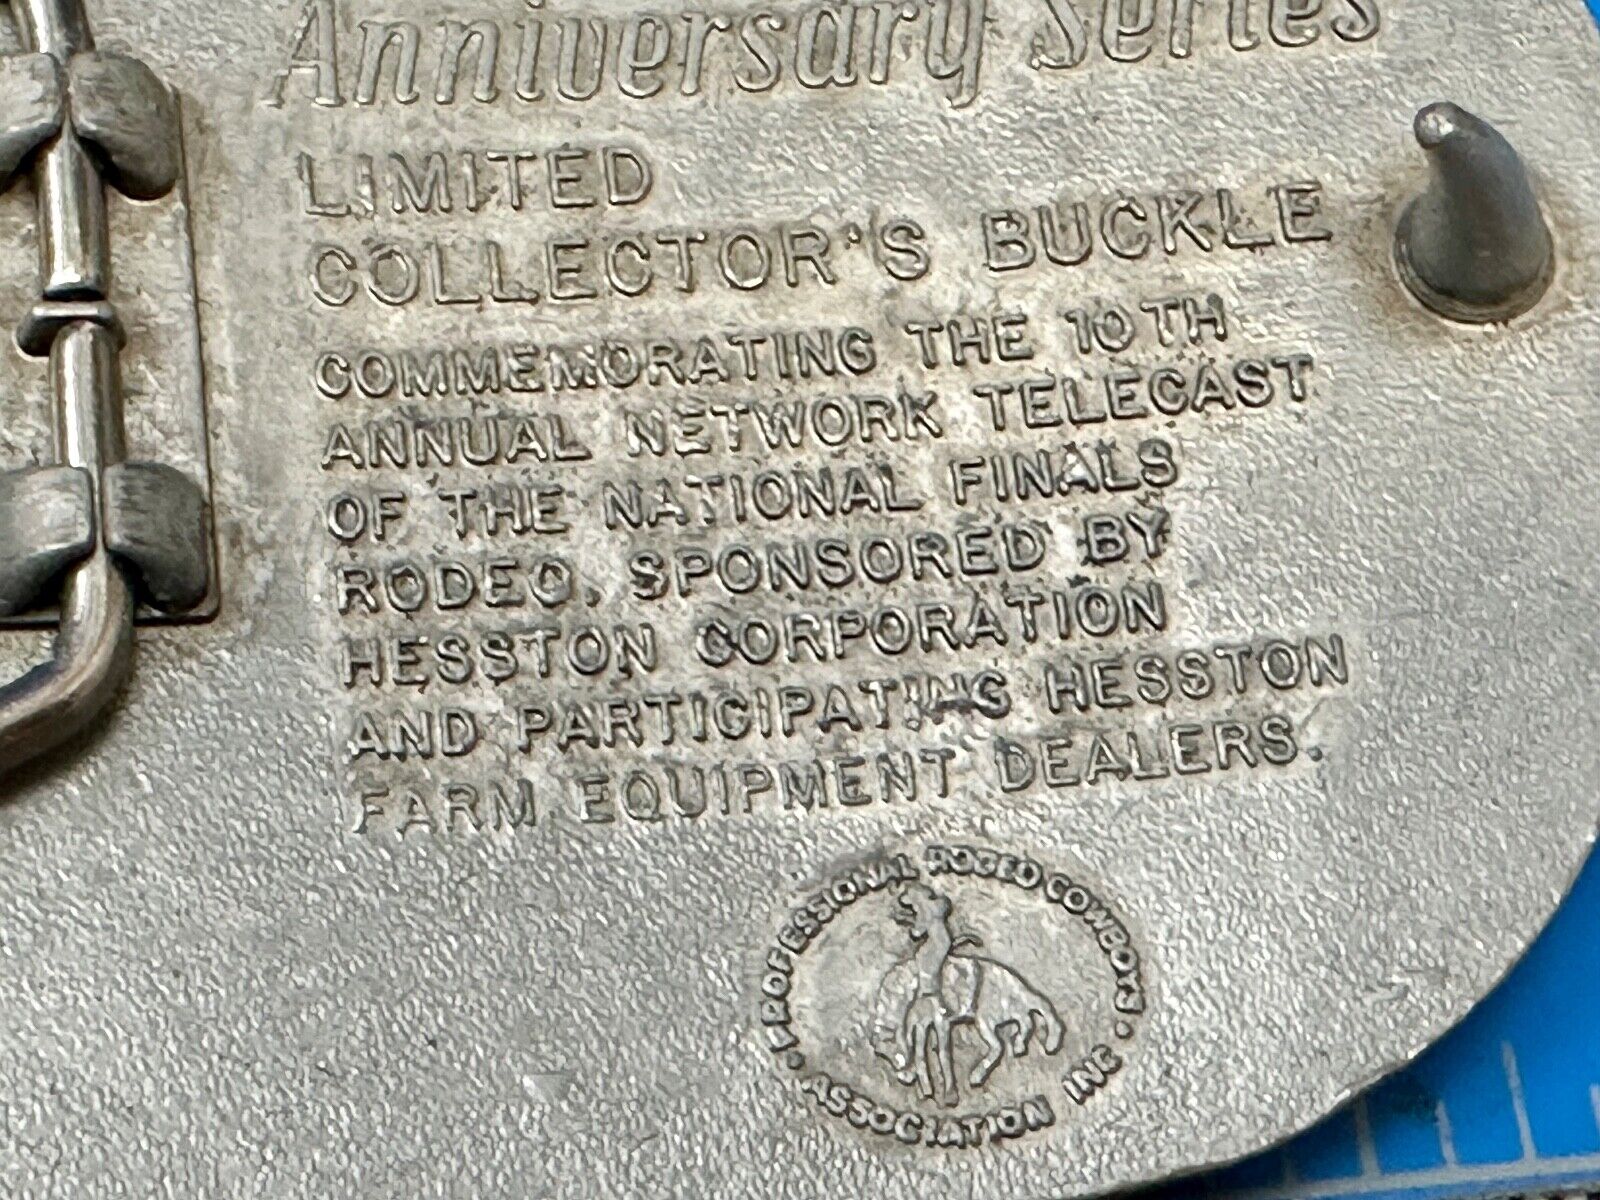 Anniversary Series
LIMITED
COLLECTOR'S BUCKLE
COMMEMORATING THE 10TH
ANNUAL NETWORK TELECAST
OF THE NATIONAL FINALS
RODEO. SPONSORED BY
HESSTON CORPORATION
AND PARTICIPATING HESSTON
FARM EQUIPMENT DEALERS.
PROFESSIONAL RODEO COWBOYS
• ASSOCIATION INC •